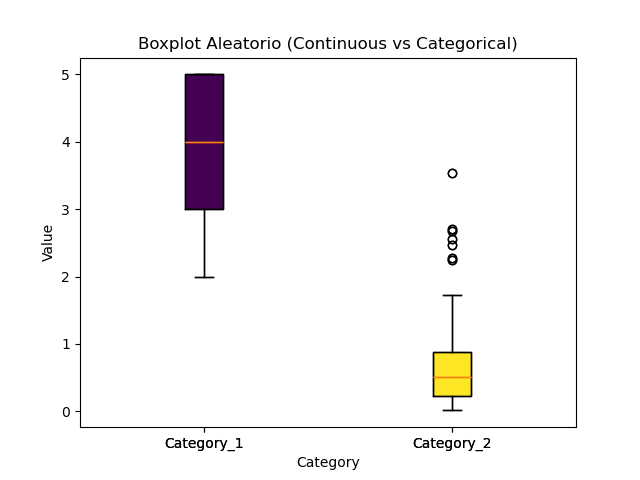 Boxplot Aleatorio (Continuous vs Categorical)
5
4
3
2
1
0
Value
Category_1
Category_2
Category